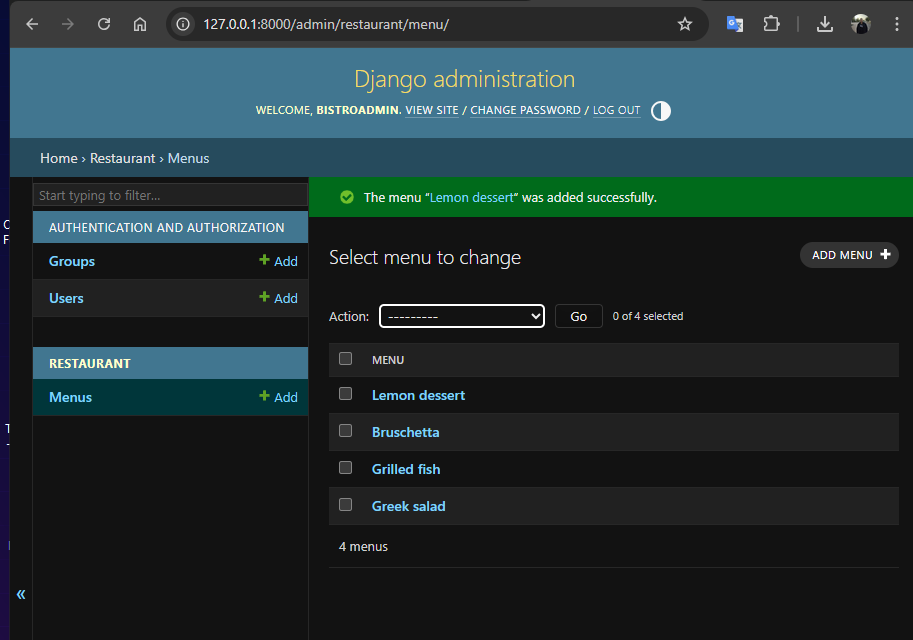 127.0.0.1:8000/admin/restaurant/menu/
Django administration
WELCOME, BISTROADMIN. VIEW SITE / CHANGE PASSWORD / LOG OUT
Home › Restaurant › Menus
Start typing to filter...
AUTHENTICATION AND AUTHORIZATION
Groups + Add
Users + Add
RESTAURANT
Menus + Add
«
The menu “Lemon dessert” was added successfully.
Select menu to change
ADD MENU +
Action: --------- Go 0 of 4 selected
MENU
Lemon dessert
Bruschetta
Grilled fish
Greek salad
4 menus